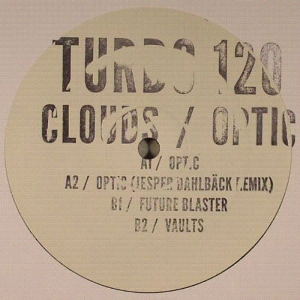 TURBO 120
CLOUDS / OPTIC
A1 / OPTIC
A2 / OPTIC (JESPER DAHLBÄCK REMIX)
B1 / FUTURE BLASTER
B2 / VAULTS